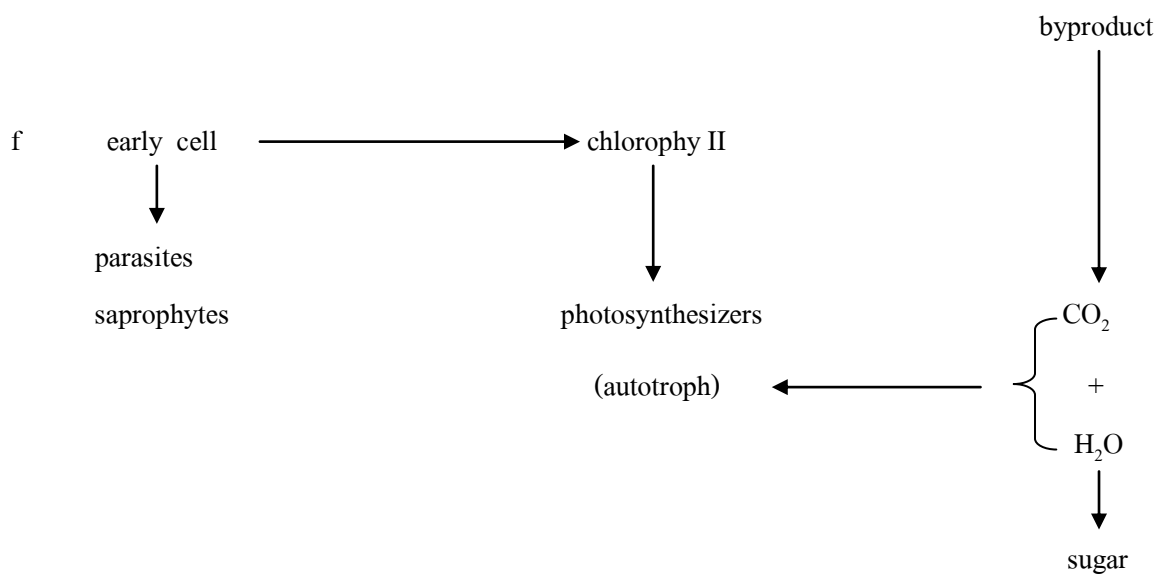 byproduct
f early cell chlorophy II
parasites
saprophytes photosynthesizers CO₂
(autotroph) +
H₂O
sugar